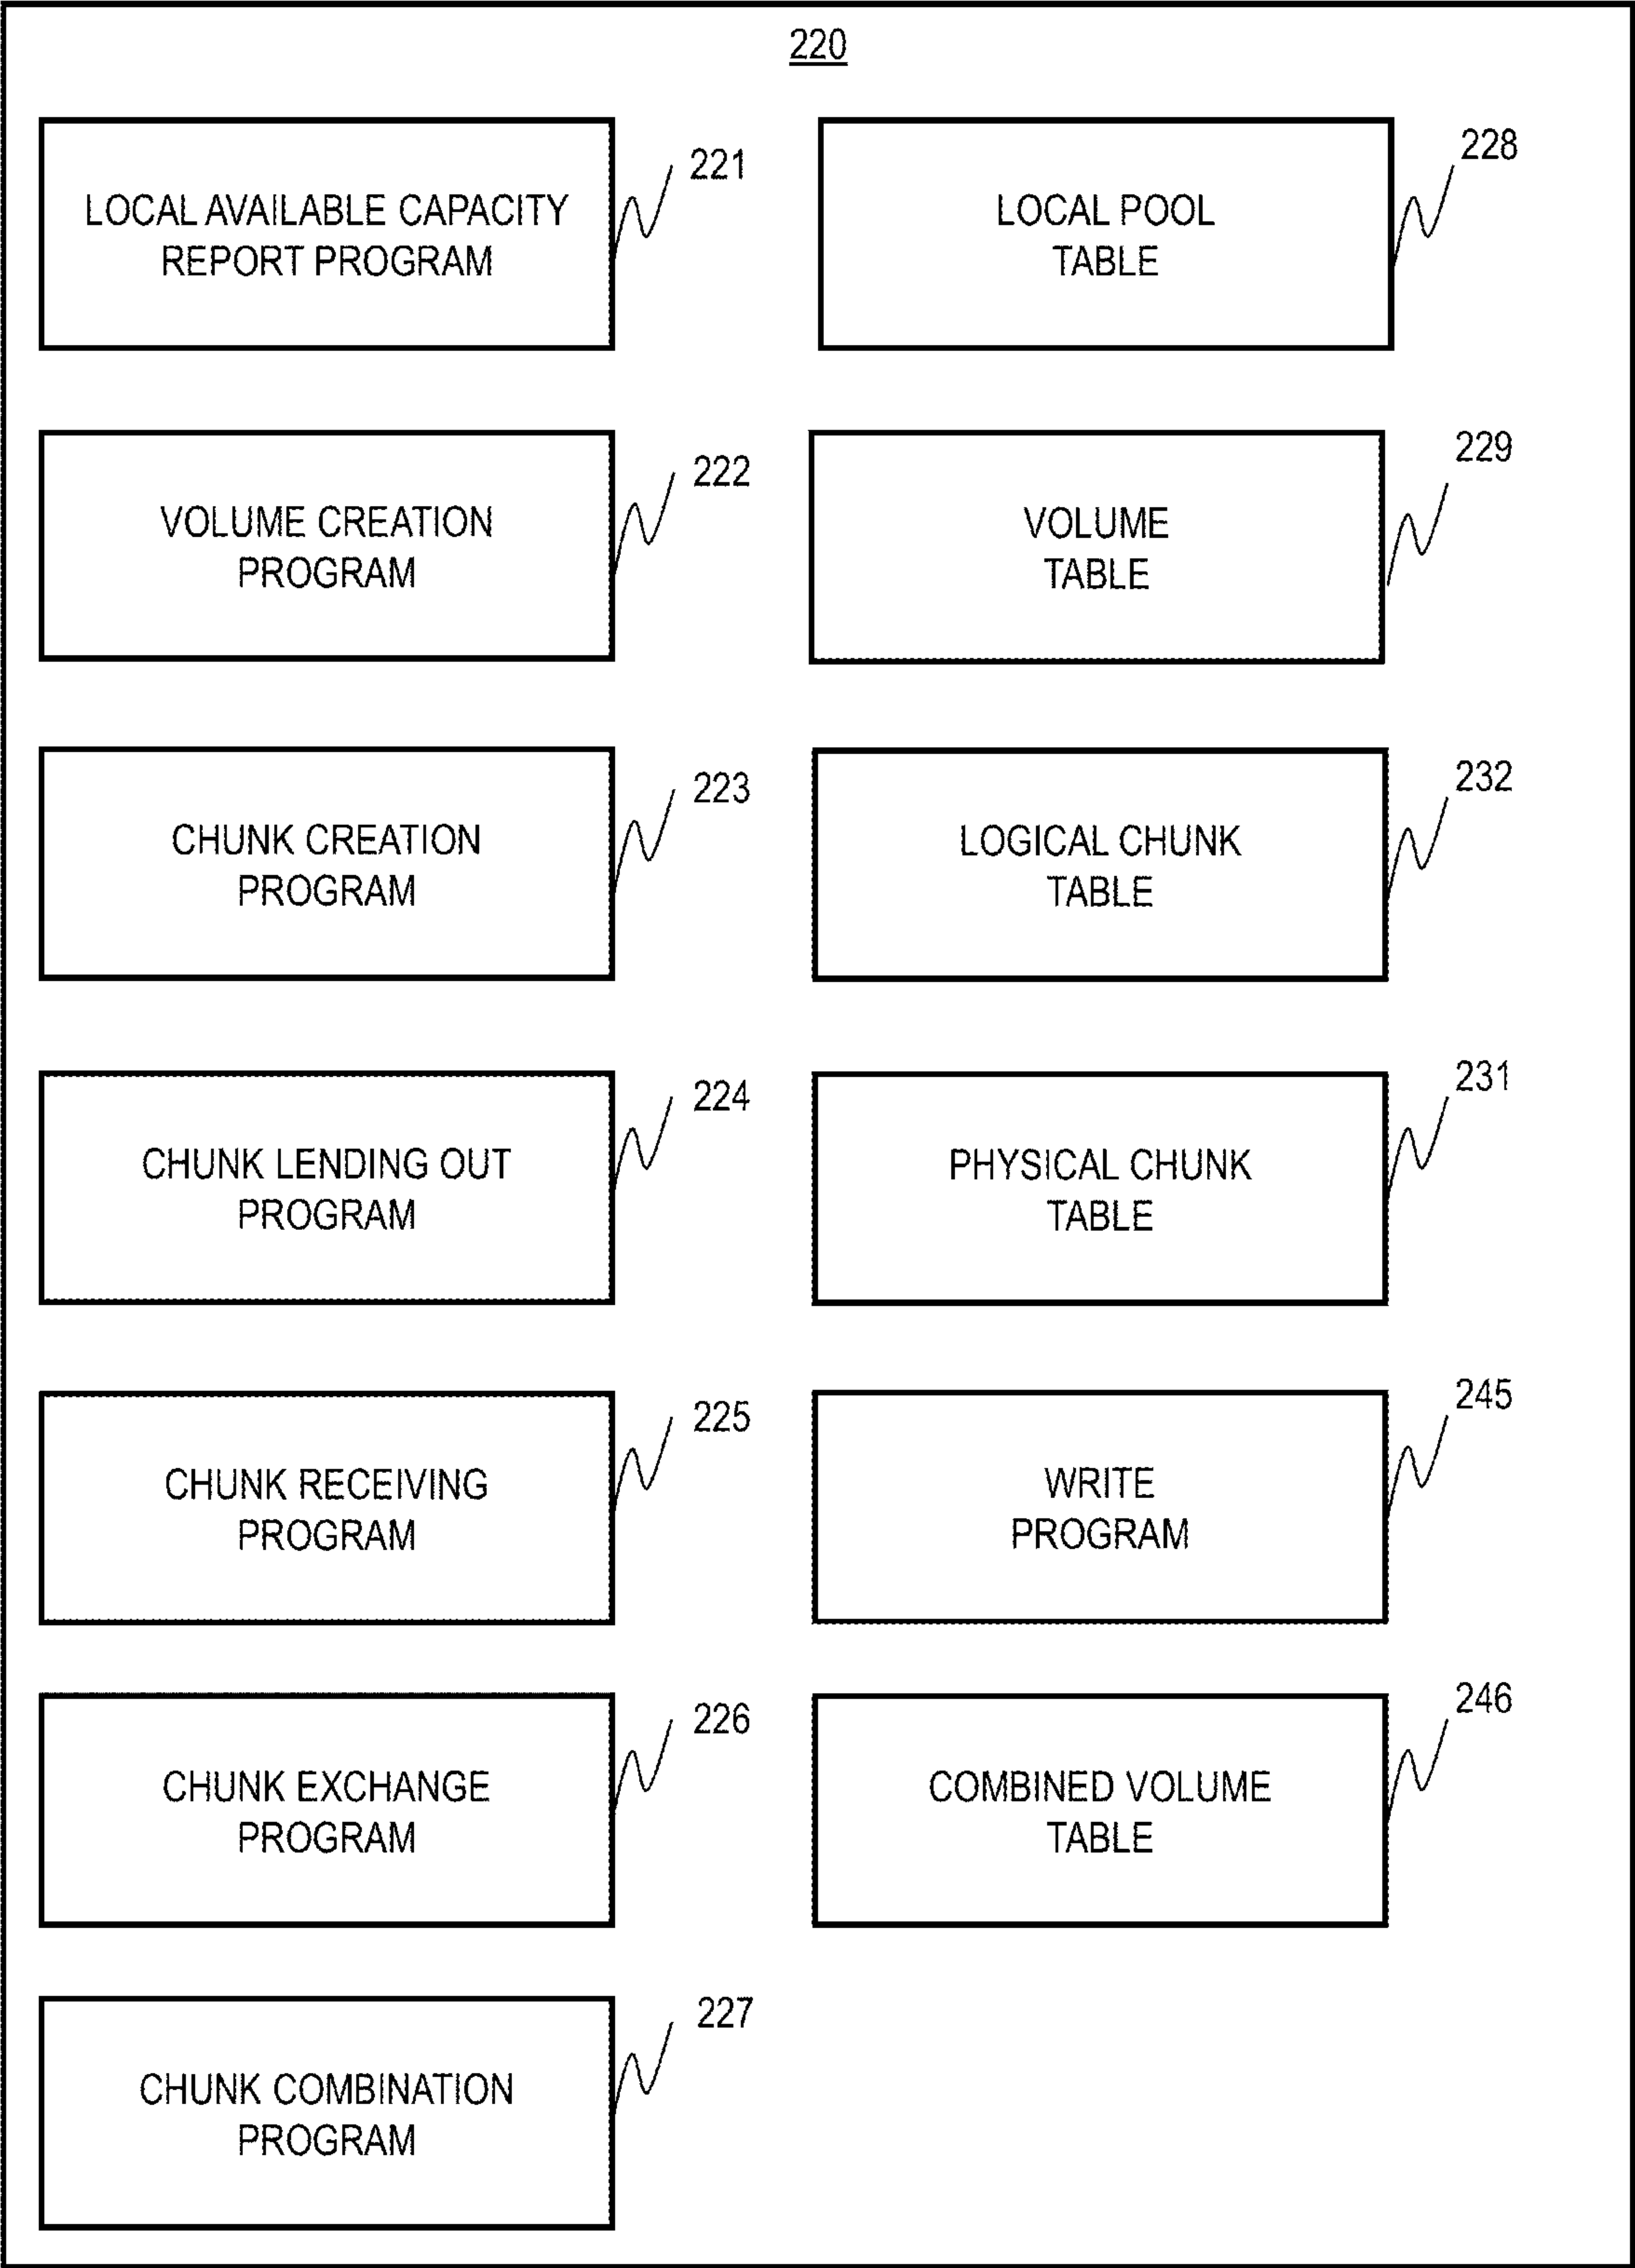 220
LOCAL AVAILABLE CAPACITY
REPORT PROGRAM
221
LOCAL POOL
TABLE
228
VOLUME CREATION
PROGRAM
222
VOLUME
TABLE
229
CHUNK CREATION
PROGRAM
223
LOGICAL CHUNK
TABLE
232
CHUNK LENDING OUT
PROGRAM
224
PHYSICAL CHUNK
TABLE
231
CHUNK RECEIVING
PROGRAM
225
WRITE
PROGRAM
245
CHUNK EXCHANGE
PROGRAM
226
COMBINED VOLUME
TABLE
246
CHUNK COMBINATION
PROGRAM
227